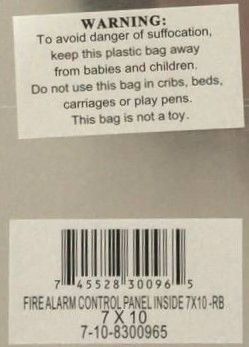 WARNING:
To avoid danger of suffocation,
keep this plastic bag away
from babies and children.
Do not use this bag in cribs, beds,
carriages or play pens.
This bag is not a toy.
7 45528 30096 5
FIRE ALARM CONTROL PANEL INSIDE 7X10 -RB
7 X 10
7-10-8300965